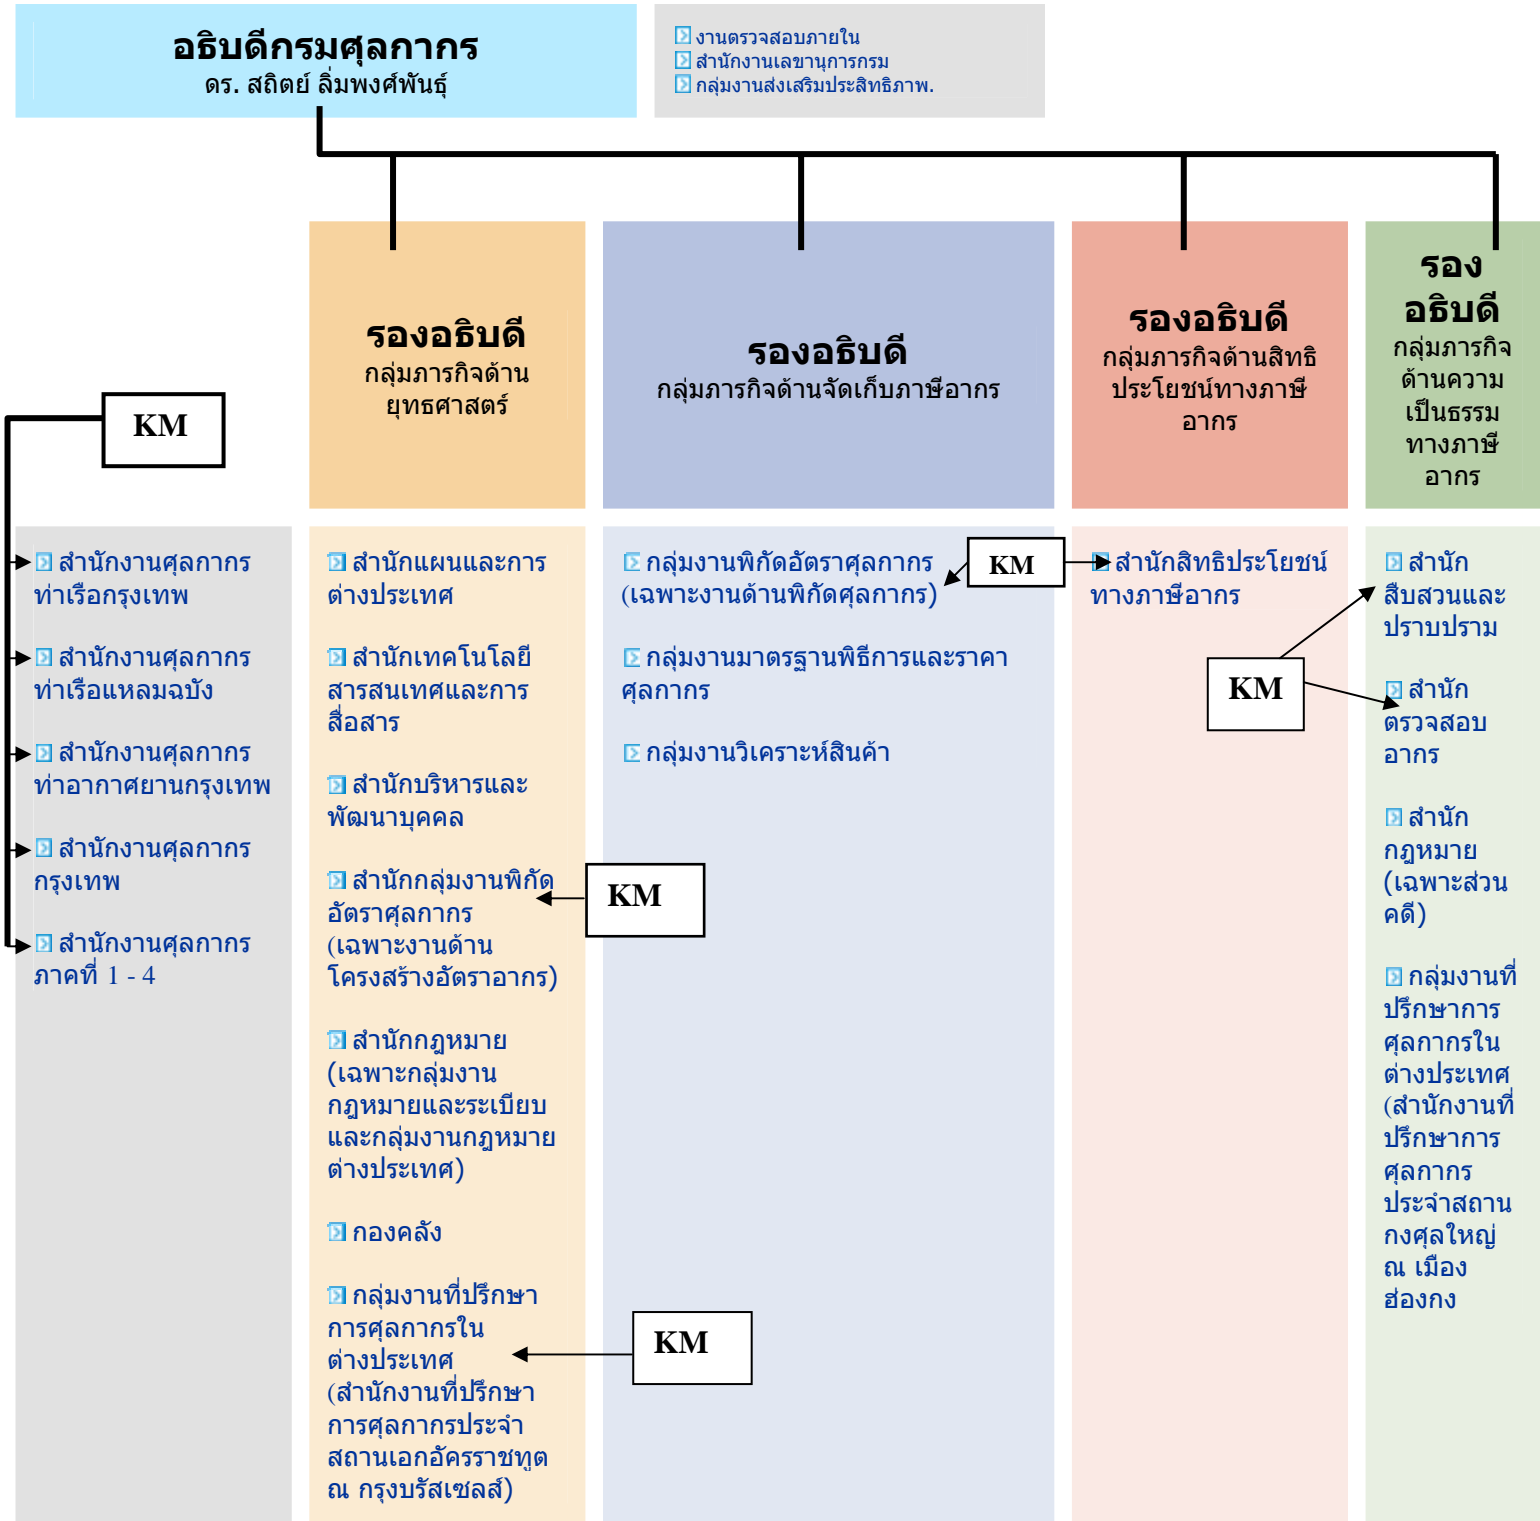 อธิบดีกรมศุลกากร
ดร. สถิตย์ ลิ่มพงศ์พันธุ์
งานตรวจสอบภายใน
สำนักงานเลขานุการกรม
กลุ่มงานส่งเสริมประสิทธิภาพ.
รองอธิบดี
กลุ่มภารกิจด้าน
ยุทธศาสตร์
รองอธิบดี
กลุ่มภารกิจด้านจัดเก็บภาษีอากร
รองอธิบดี
กลุ่มภารกิจด้านสิทธิ
ประโยชน์ทางภาษี
อากร
รอง
อธิบดี
กลุ่มภารกิจ
ด้านความ
เป็นธรรม
ทางภาษี
อากร
KM
สำนักงานศุลกากร
ท่าเรือกรุงเทพ
สำนักงานศุลกากร
ท่าเรือแหลมฉบัง
สำนักงานศุลกากร
ท่าอากาศยานกรุงเทพ
สำนักงานศุลกากร
กรุงเทพ
สำนักงานศุลกากร
ภาคที่ 1 - 4
สำนักแผนและการ
ต่างประเทศ
สำนักเทคโนโลยี
สารสนเทศและการ
สื่อสาร
สำนักบริหารและ
พัฒนาบุคคล
สำนักกลุ่มงานพิกัด
อัตราศุลกากร
(เฉพาะงานด้าน
โครงสร้างอัตราอากร)
KM
สำนักกฎหมาย
(เฉพาะกลุ่มงาน
กฎหมายและระเบียบ
และกลุ่มงานกฎหมาย
ต่างประเทศ)
กองคลัง
กลุ่มงานที่ปรึกษา
การศุลกากรใน
ต่างประเทศ
(สำนักงานที่ปรึกษา
การศุลกากรประจำ
สถานเอกอัครราชทูต
ณ กรุงบรัสเซลส์)
KM
กลุ่มงานพิกัดอัตราศุลกากร
(เฉพาะงานด้านพิกัดศุลกากร)
KM
กลุ่มงานมาตรฐานพิธีการและราคา
ศุลกากร
กลุ่มงานวิเคราะห์สินค้า
สำนักสิทธิประโยชน์
ทางภาษีอากร
KM
สำนัก
สืบสวนและ
ปราบปราม
สำนัก
ตรวจสอบ
อากร
สำนัก
กฎหมาย
(เฉพาะส่วน
คดี)
กลุ่มงานที่
ปรึกษาการ
ศุลกากรใน
ต่างประเทศ
(สำนักงานที่
ปรึกษาการ
ศุลกากร
ประจำสถาน
กงศุลใหญ่
ณ เมือง
ฮ่องกง